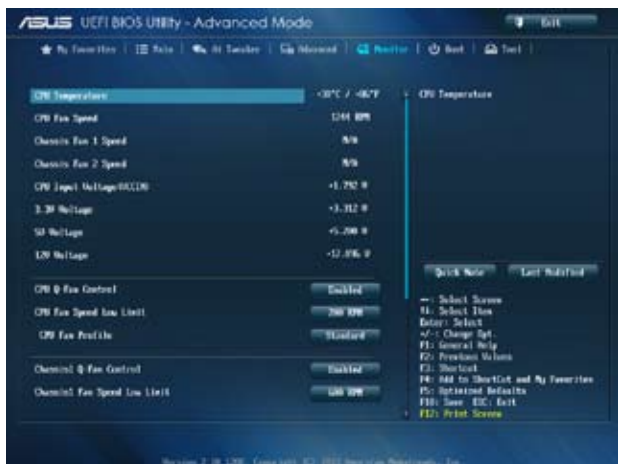 ASUS UEFI BIOS Utility - Advanced Mode
Exit
My Favorites Main Ai Tweaker Advanced Monitor Boot Tool
CPU Temperature
CPU Temperature
CPU Fan Speed 1244 RPM
Chassis Fan 1 Speed N/A
Chassis Fan 2 Speed N/A
CPU Input Voltage(VCCIN) +1.792 V
3.3V Voltage +3.312 V
5V Voltage +5.200 V
12V Voltage
Quick Note Last Modified
CPU Q-Fan Control Enabled
CPU Fan Speed Low Limit 200 RPM
CPU Fan Profile Standard
Chassis1 Q-Fan Control Enabled
Chassis1 Fan Speed Low Limit 600 RPM
: Select Screen
: Select Item
Enter: Select
+/-: Change Opt.
F1: General Help
F2: Previous Values
F3: Shortcut
F4: Add to ShortCut and My Favorites
F5: Optimized Defaults
F10: Save ESC: Exit
F12: Print Screen